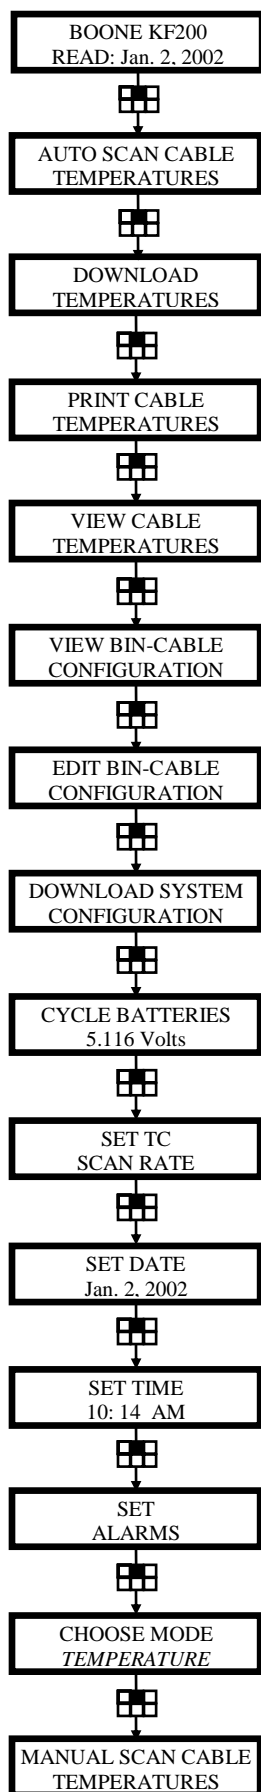 BOONE KF200
READ: Jan. 2, 2002
AUTO SCAN CABLE
TEMPERATURES
DOWNLOAD
TEMPERATURES
PRINT CABLE
TEMPERATURES
VIEW CABLE
TEMPERATURES
VIEW BIN-CABLE
CONFIGURATION
EDIT BIN-CABLE
CONFIGURATION
DOWNLOAD SYSTEM
CONFIGURATION
CYCLE BATTERIES
5.116 Volts
SET TC
SCAN RATE
SET DATE
Jan. 2, 2002
SET TIME
10: 14 AM
SET
ALARMS
CHOOSE MODE
TEMPERATURE
MANUAL SCAN CABLE
TEMPERATURES